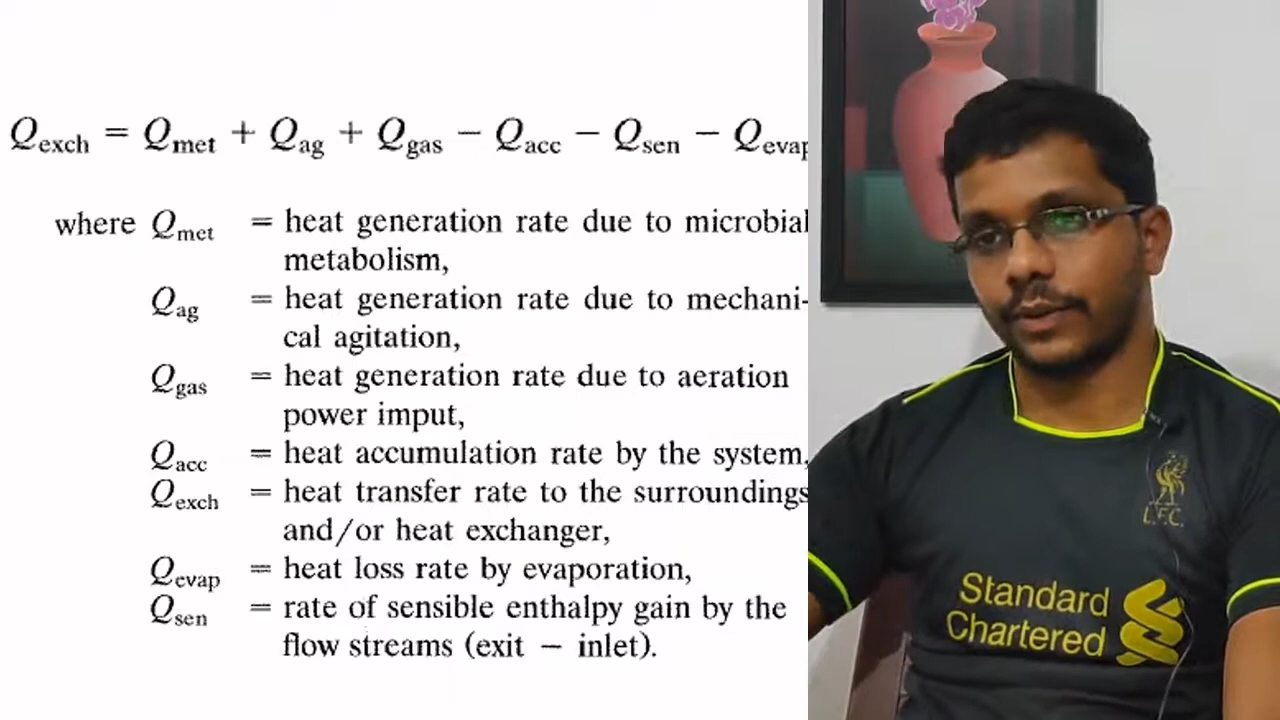 Qexch = Qmet + Qag + Qgas − Qacc − Qsen − Qevap
where Qmet = heat generation rate due to microbial
metabolism,
Qag = heat generation rate due to mechani-
cal agitation,
Qgas = heat generation rate due to aeration
power imput,
Qacc = heat accumulation rate by the system,
Qexch = heat transfer rate to the surroundings
and/or heat exchanger,
Qevap = heat loss rate by evaporation,
Qsen = rate of sensible enthalpy gain by the
flow streams (exit − inlet).
L.F.C.
Standard
Chartered